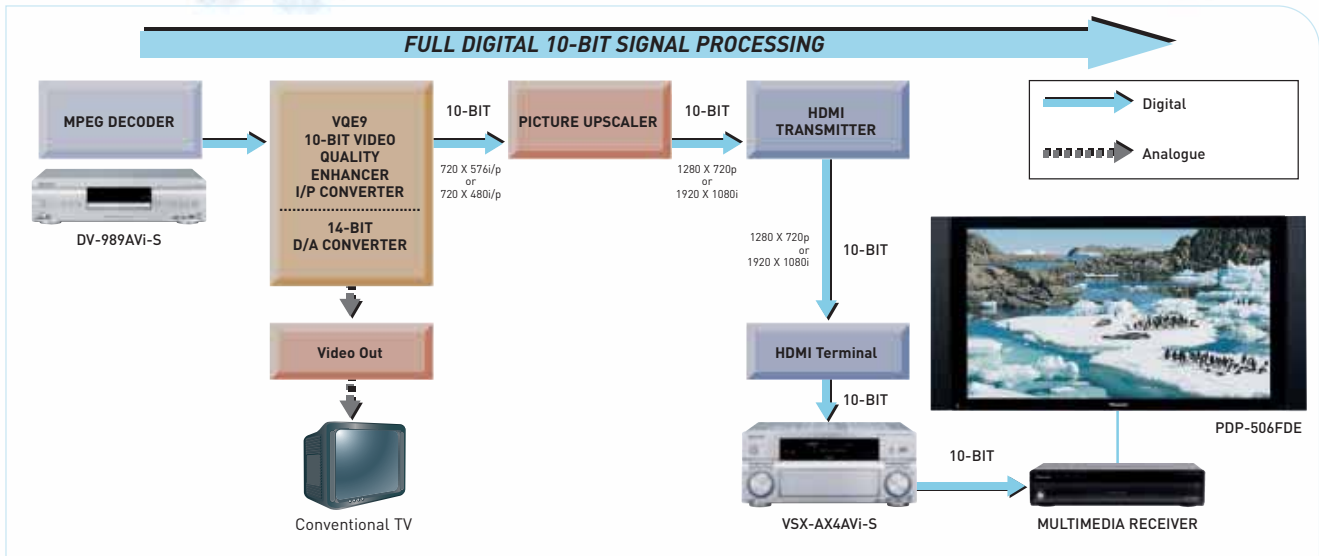 FULL DIGITAL 10-BIT SIGNAL PROCESSING
MPEG DECODER
DV-989AVi-S
VQE9
10-BIT VIDEO
QUALITY
ENHANCER
I/P CONVERTER
14-BIT
D/A CONVERTER
10-BIT
720 X 576i/p
or
720 X 480i/p
PICTURE UPSCALER
10-BIT
1280 X 720p
or
1920 X 1080i
HDMI
TRANSMITTER
Digital
Analogue
1280 X 720p
or
1920 X 1080i
10-BIT
Video Out
Conventional TV
HDMI Terminal
10-BIT
VSX-AX4AVi-S
10-BIT
PDP-506FDE
MULTIMEDIA RECEIVER